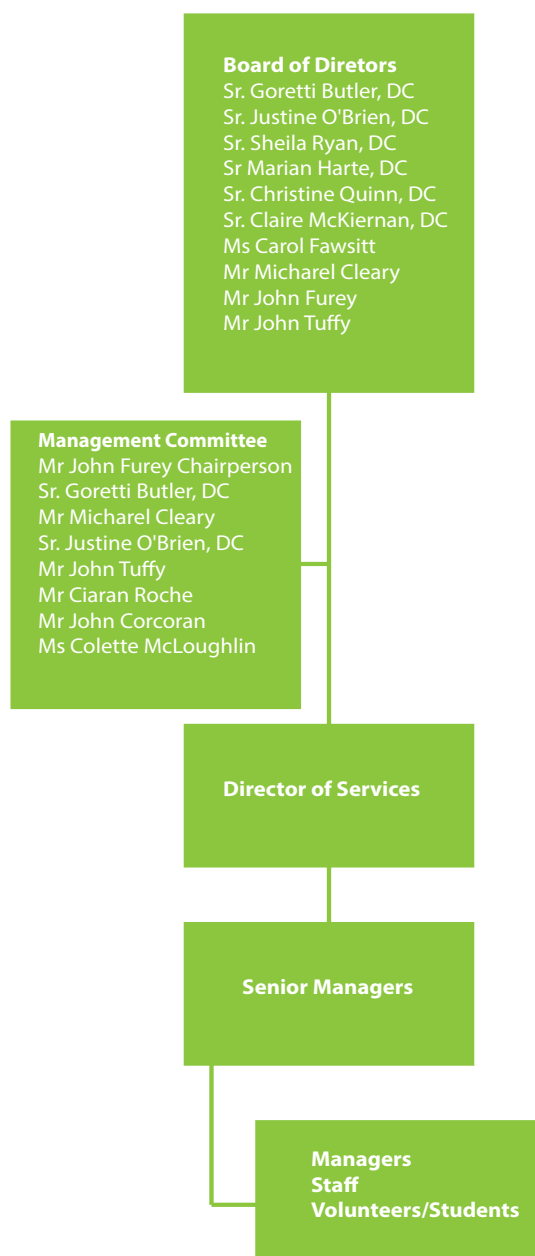 Board of Diretors
Sr. Goretti Butler, DC
Sr. Justine O'Brien, DC
Sr. Sheila Ryan, DC
Sr Marian Harte, DC
Sr. Christine Quinn, DC
Sr. Claire McKiernan, DC
Ms Carol Fawsitt
Mr Micharel Cleary
Mr John Furey
Mr John Tuffy
Management Committee
Mr John Furey Chairperson
Sr. Goretti Butler, DC
Mr Micharel Cleary
Sr. Justine O'Brien, DC
Mr John Tuffy
Mr Ciaran Roche
Mr John Corcoran
Ms Colette McLoughlin
Director of Services
Senior Managers
Managers
Staff
Volunteers/Students